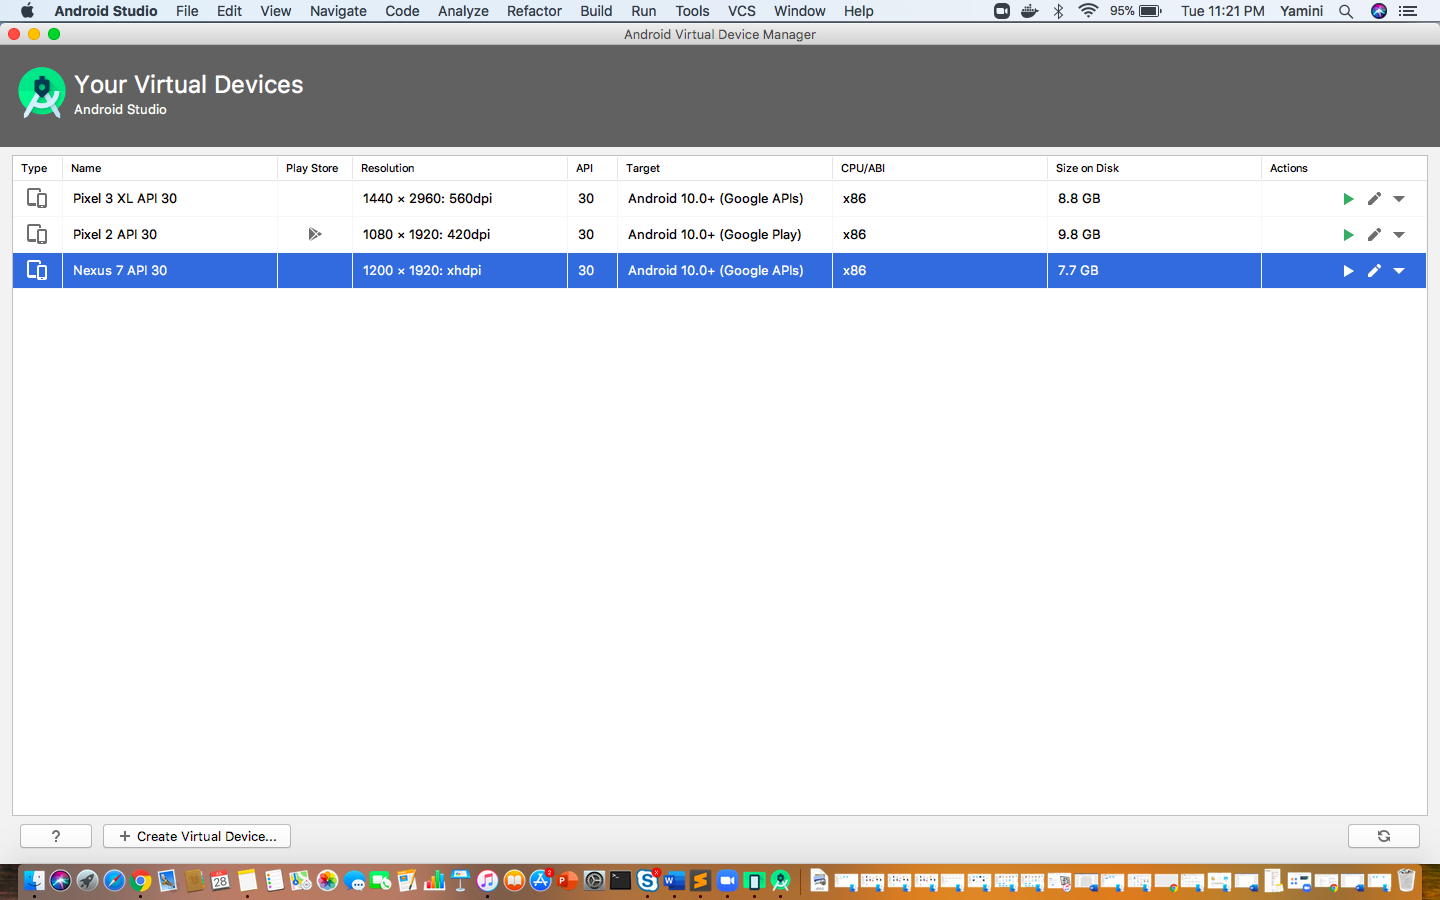 Android Studio File Edit View Navigate Code Analyze Refactor Build Run Tools VCS Window Help 95% Tue 11:21 PM Yamini
Android Virtual Device Manager
Your Virtual Devices
Android Studio
Type Name Play Store Resolution API Target CPU/ABI Size on Disk Actions
Pixel 3 XL API 30 1440 × 2960: 560dpi 30 Android 10.0+ (Google APIs) x86 8.8 GB
Pixel 2 API 30 1080 × 1920: 420dpi 30 Android 10.0+ (Google Play) x86 9.8 GB
Nexus 7 API 30 1200 × 1920: xhdpi 30 Android 10.0+ (Google APIs) x86 7.7 GB
? + Create Virtual Device...
28